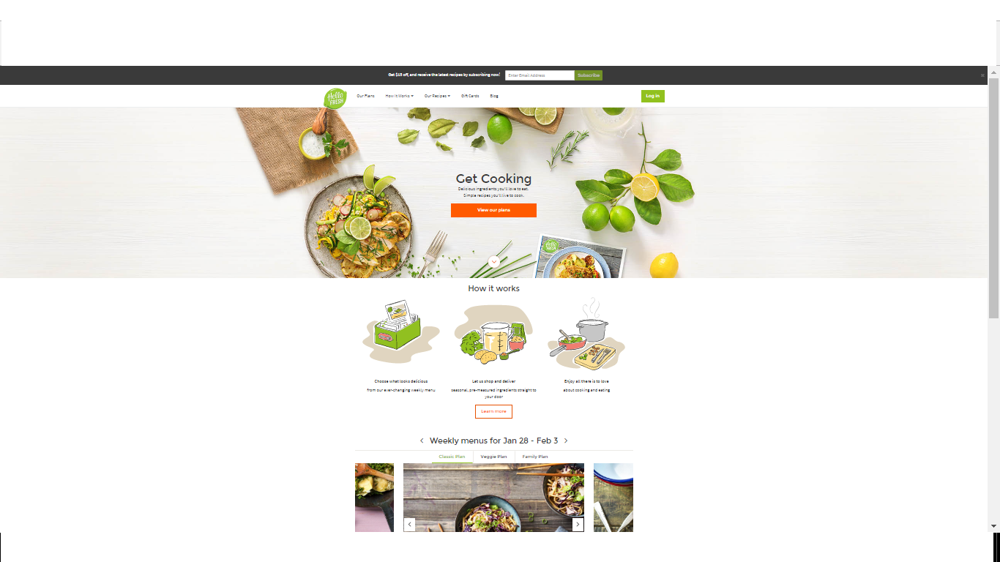 Get $15 off, and receive the latest recipes by subscribing now!
Enter Email Address
Subscribe
Hello
FRESH
Our Plans
How it Works
Our Recipes
Gift Cards
Blog
Log in
Get Cooking
Delicious ingredients you'll love to eat.
Simple recipes you'll live to cook.
View our plans
Hello
FRESH
How it works
Choose what looks delicious
from our ever-changing weekly menu
Let us shop and deliver
seasonal, pre-measured ingredients straight to
your door
Enjoy all there is to love
about cooking and eating
Learn more
Weekly menus for Jan 28 - Feb 3
Classic Plan
Veggie Plan
Family Plan